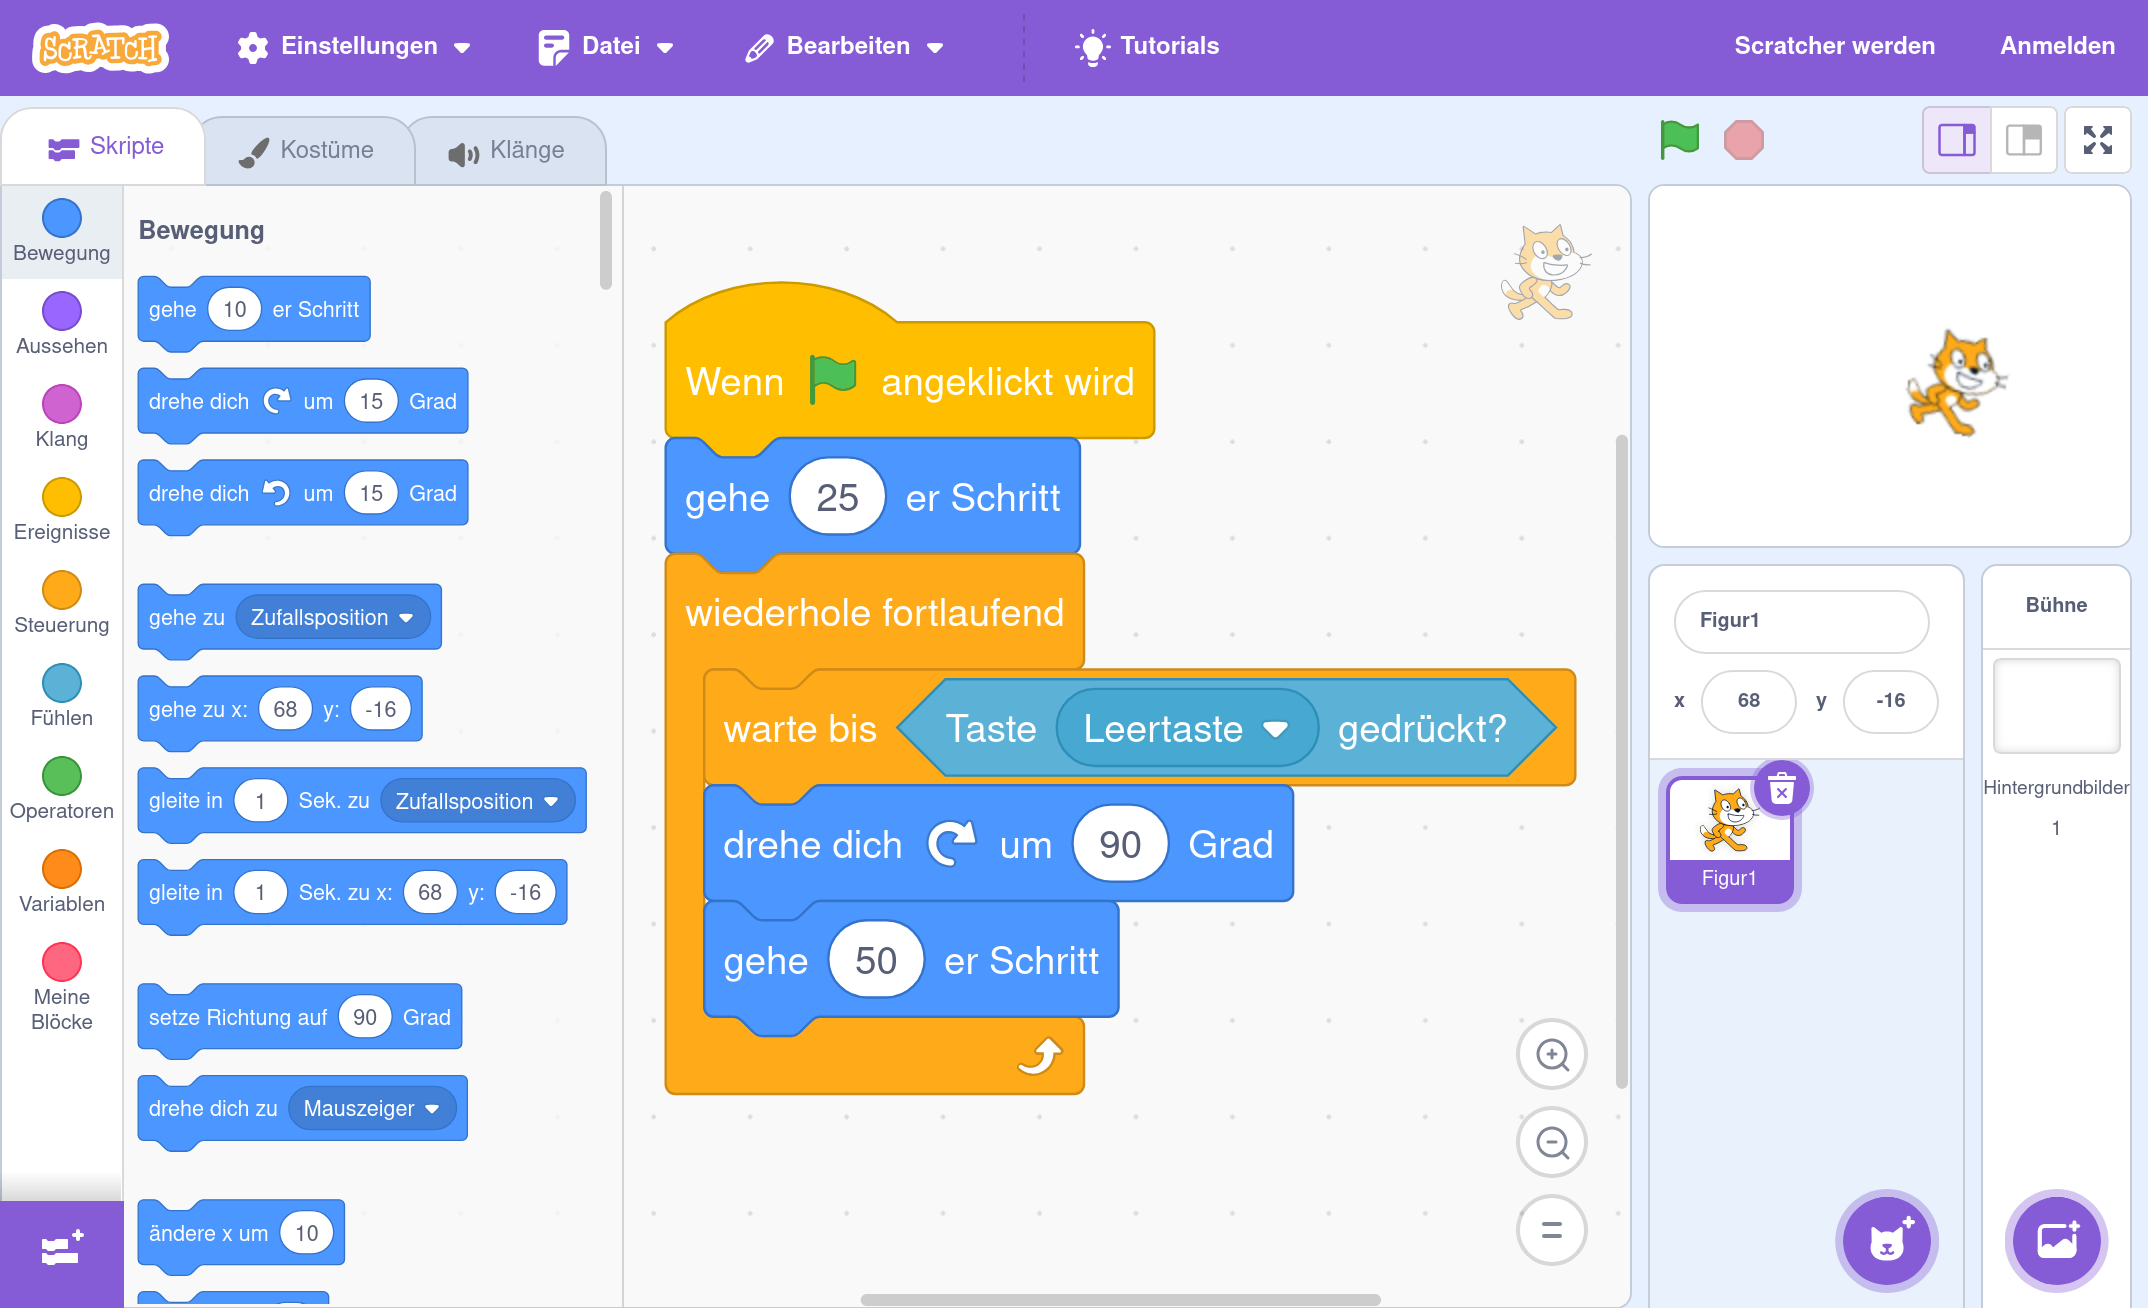 SCRATCH
Einstellungen
Datei
Bearbeiten
Tutorials
Scratcher werden
Anmelden
Skripte
Kostüme
Klänge
Bewegung
Aussehen
Klang
Ereignisse
Steuerung
Fühlen
Operatoren
Variablen
Meine
Blöcke
Bewegung
gehe 10 er Schritt
drehe dich um 15 Grad
drehe dich um 15 Grad
gehe zu Zufallsposition
gehe zu x: 68 y: -16
gleite in 1 Sek. zu Zufallsposition
gleite in 1 Sek. zu x: 68 y: -16
setze Richtung auf 90 Grad
drehe dich zu Mauszeiger
ändere x um 10
Wenn angeklickt wird
gehe 25 er Schritt
wiederhole fortlaufend
warte bis Taste Leertaste gedrückt?
drehe dich um 90 Grad
gehe 50 er Schritt
Figur1
x 68 y -16
Figur1
Bühne
Hintergrundbilder
1